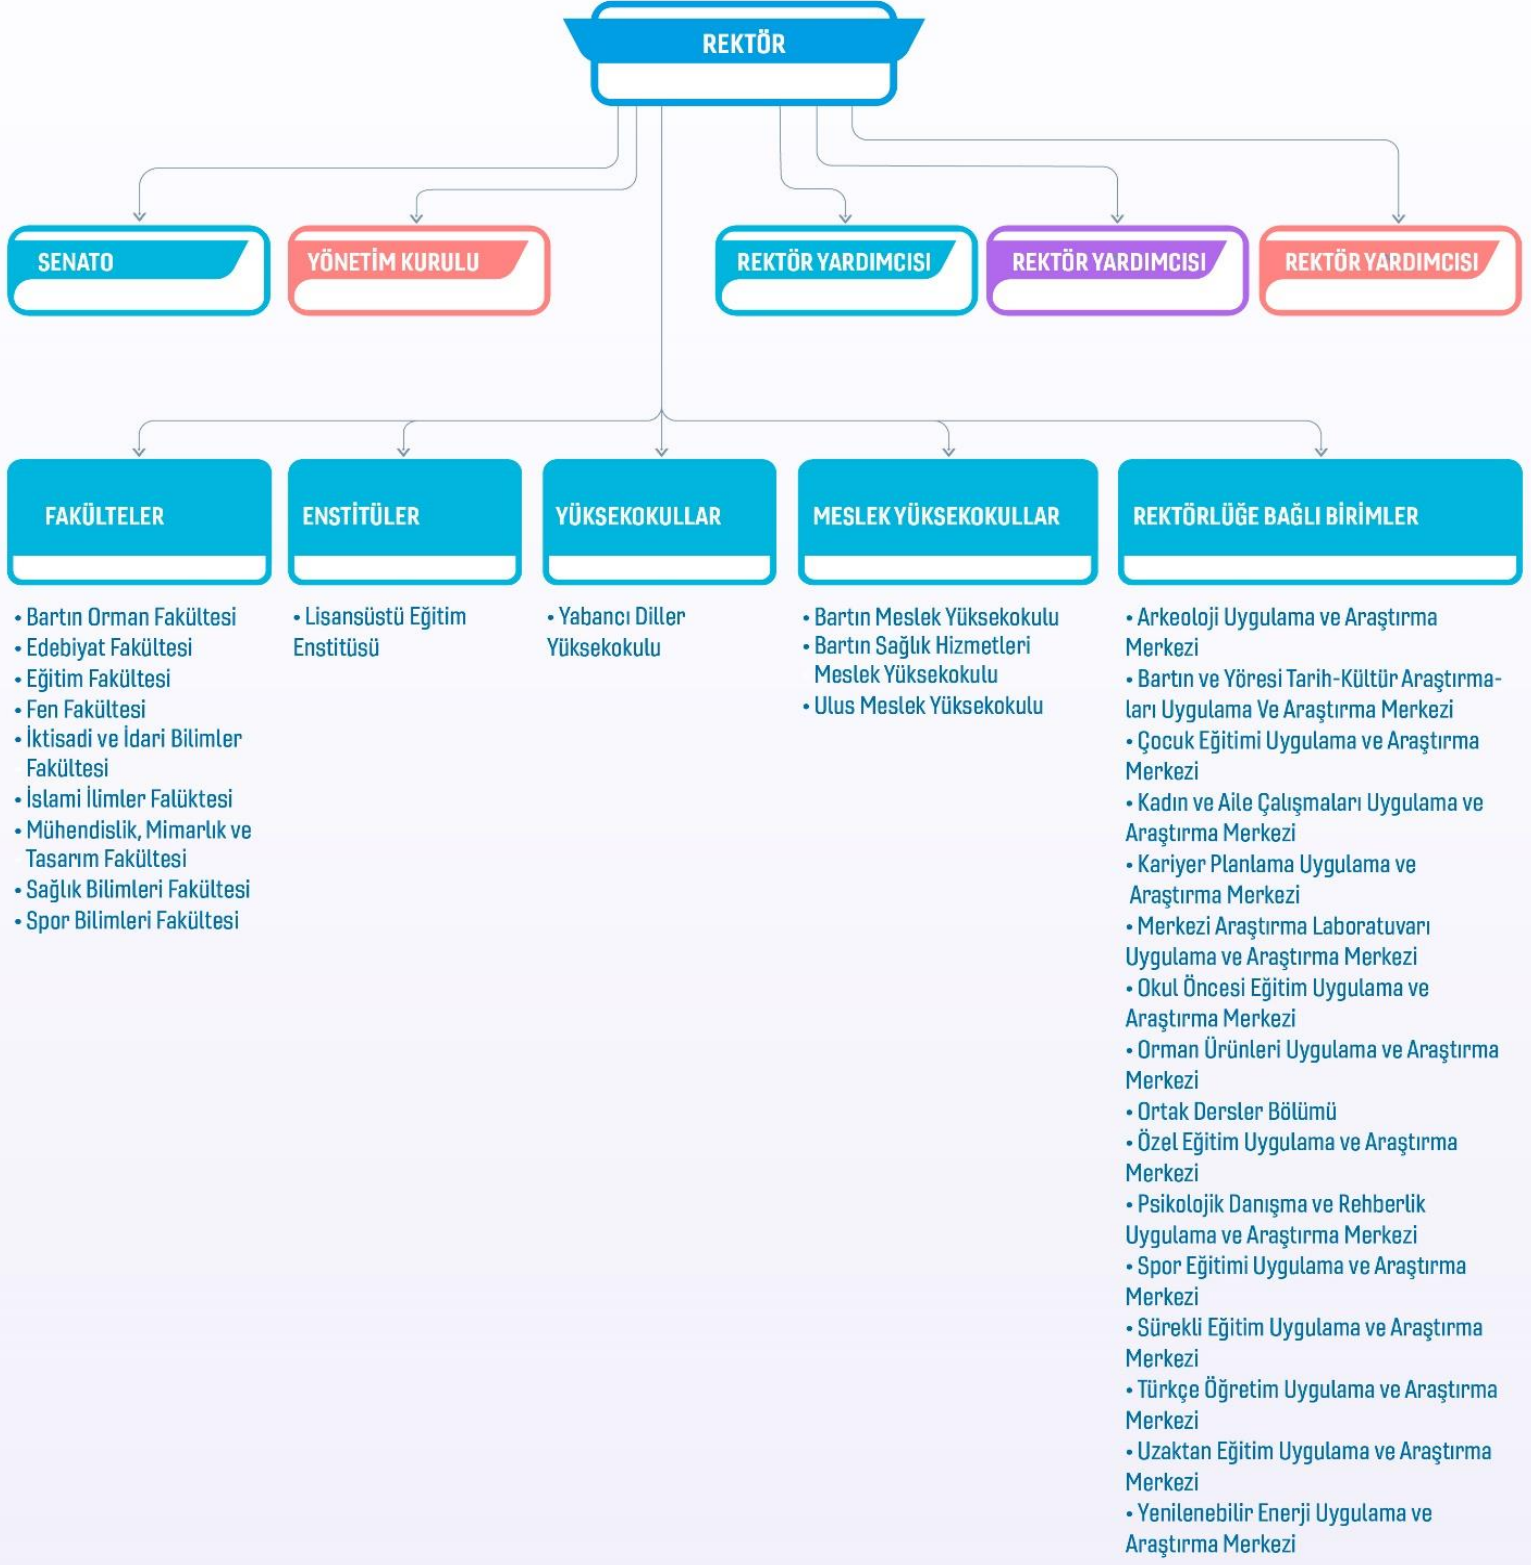 REKTÖR
SENATO
YÖNETİM KURULU
REKTÖR YARDIMCISI
REKTÖR YARDIMCISI
REKTÖR YARDIMCISI
FAKÜLTELER
• Bartın Orman Fakültesi
• Edebiyat Fakültesi
• Eğitim Fakültesi
• Fen Fakültesi
• İktisadi ve İdari Bilimler
Fakültesi
• İslami İlimler Falüktesi
• Mühendislik, Mimarlık ve
Tasarım Fakültesi
• Sağlık Bilimleri Fakültesi
• Spor Bilimleri Fakültesi
ENSTİTÜLER
• Lisansüstü Eğitim
Enstitüsü
YÜKSEKOKULLAR
• Yabancı Diller
Yüksekokulu
MESLEK YÜKSEKOKULLAR
• Bartın Meslek Yüksekokulu
• Bartın Sağlık Hizmetleri
Meslek Yüksekokulu
• Ulus Meslek Yüksekokulu
REKTÖRLÜĞE BAĞLI BİRİMLER
• Arkeoloji Uygulama ve Araştırma
Merkezi
• Bartın ve Yöresi Tarih-Kültür Araştırma-
ları Uygulama Ve Araştırma Merkezi
• Çocuk Eğitimi Uygulama ve Araştırma
Merkezi
• Kadın ve Aile Çalışmaları Uygulama ve
Araştırma Merkezi
• Kariyer Planlama Uygulama ve
Araştırma Merkezi
• Merkezi Araştırma Laboratuvarı
Uygulama ve Araştırma Merkezi
• Okul Öncesi Eğitim Uygulama ve
Araştırma Merkezi
• Orman Ürünleri Uygulama ve Araştırma
Merkezi
• Ortak Dersler Bölümü
• Özel Eğitim Uygulama ve Araştırma
Merkezi
• Psikolojik Danışma ve Rehberlik
Uygulama ve Araştırma Merkezi
• Spor Eğitimi Uygulama ve Araştırma
Merkezi
• Sürekli Eğitim Uygulama ve Araştırma
Merkezi
• Türkçe Öğretim Uygulama ve Araştırma
Merkezi
• Uzaktan Eğitim Uygulama ve Araştırma
Merkezi
• Yenilenebilir Enerji Uygulama ve
Araştırma Merkezi